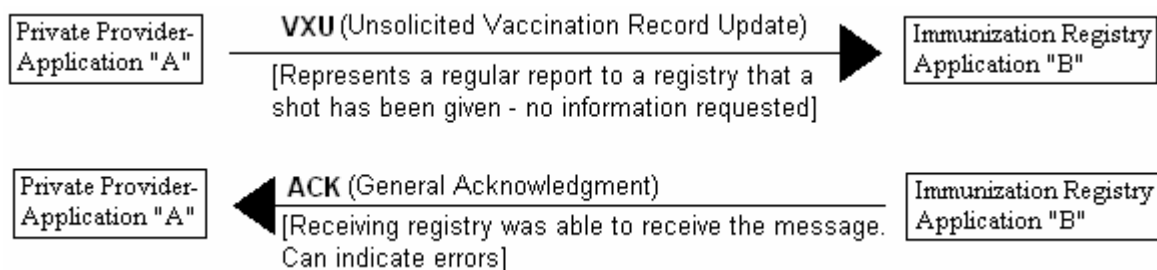 Private Provider-
Application "A"
VXU (Unsolicited Vaccination Record Update)
[Represents a regular report to a registry that a
shot has been given - no information requested]
Immunization Registry
Application "B"
Private Provider-
Application "A"
ACK (General Acknowledgment)
[Receiving registry was able to receive the message.
Can indicate errors]
Immunization Registry
Application "B"